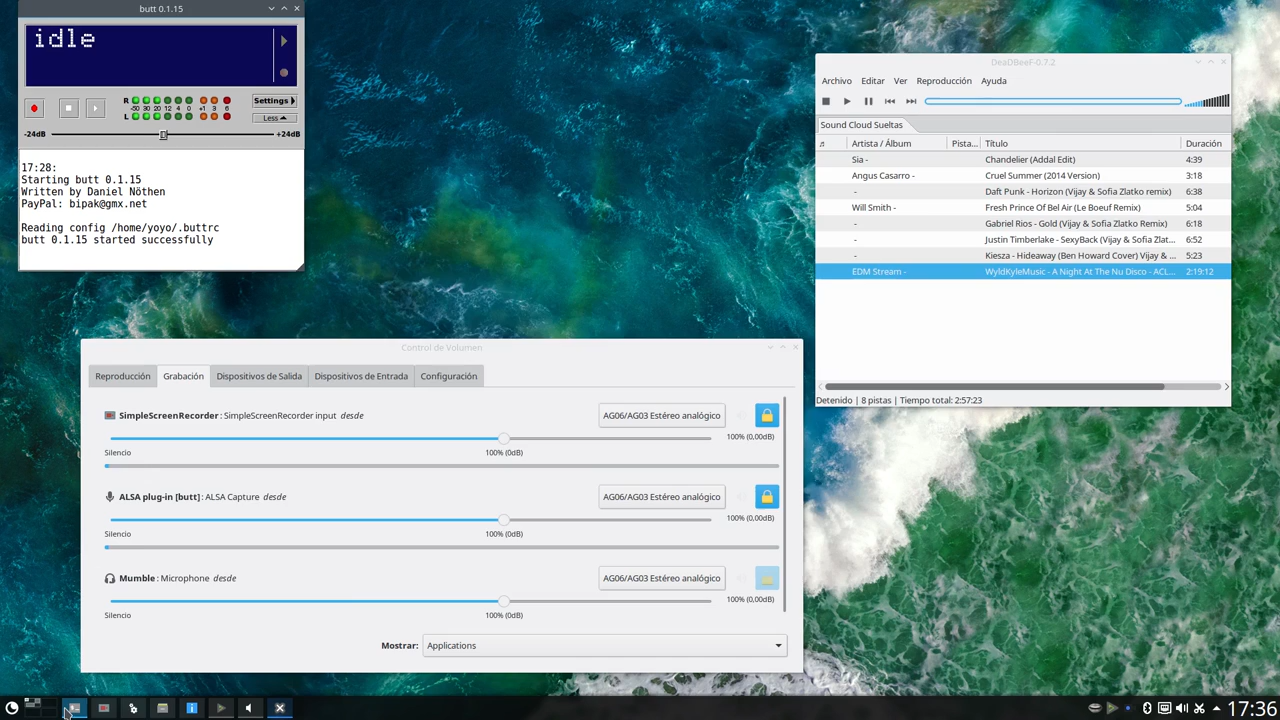 butt 0.1.15
idle
R
-50 30 20 12 4 0 +1 3 6
L
Settings
Less
-24dB
+24dB
17:28:
Starting butt 0.1.15
Written by Daniel Nöthen
PayPal: bipak@gmx.net
Reading config /home/yoyo/.buttrc
butt 0.1.15 started successfully
DeaDBeeF-0.7.2
Archivo Editar Ver Reproducción Ayuda
Sound Cloud Sueltas
Artista / Álbum Pista... Título Duración
Sia - Chandelier (Addal Edit) 4:39
Angus Casarro - Cruel Summer (2014 Version) 3:18
- Daft Punk - Horizon (Vijay & Sofia Zlatko remix) 6:38
Will Smith - Fresh Prince Of Bel Air (Le Boeuf Remix) 5:04
- Gabriel Rios - Gold (Vijay & Sofia Zlatko Remix) 6:18
- Justin Timberlake - SexyBack (Vijay & Sofia Zlat... 6:52
- Kiesza - Hideaway (Ben Howard Cover) Vijay & ... 5:23
EDM Stream - WyldKyleMusic - A Night At The Nu Disco - ACL... 2:19:12
Detenido | 8 pistas | Tiempo total: 2:57:23
Control de Volumen
Reproducción Grabación Dispositivos de Salida Dispositivos de Entrada Configuración
SimpleScreenRecorder: SimpleScreenRecorder input desde AG06/AG03 Estéreo analógico
100% (0,00dB)
Silencio 100% (0dB)
ALSA plug-in [butt]: ALSA Capture desde AG06/AG03 Estéreo analógico
100% (0,00dB)
Silencio 100% (0dB)
Mumble: Microphone desde AG06/AG03 Estéreo analógico
100% (0,00dB)
Silencio 100% (0dB)
Mostrar: Applications
17:36